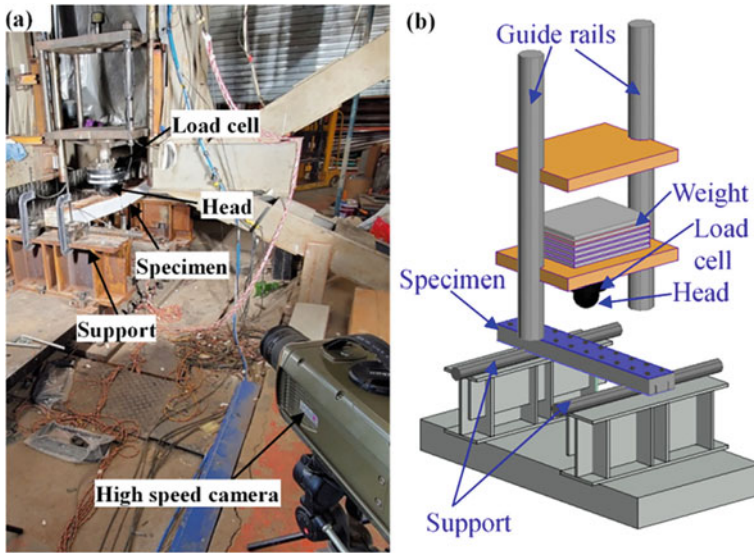 (a)
Load cell
Head
Specimen
Support
High speed camera
(b)
Guide rails
Weight
Load
cell
Head
Specimen
Support